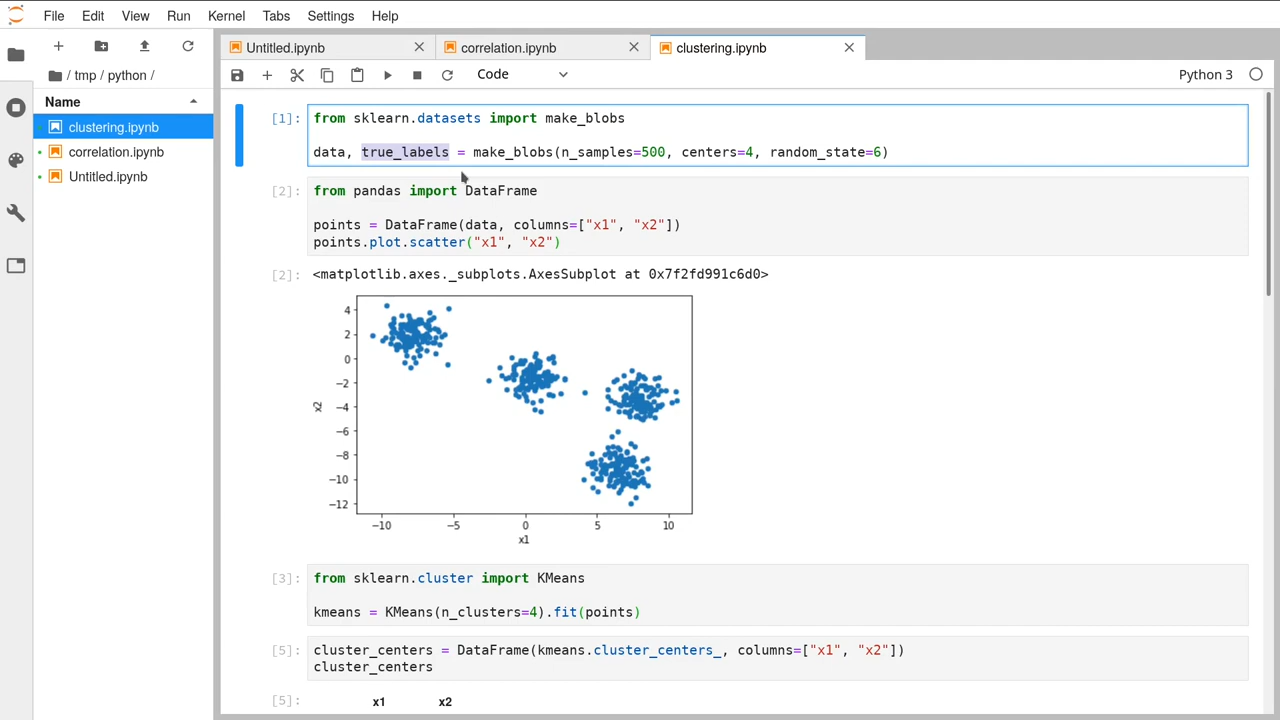 File Edit View Run Kernel Tabs Settings Help
/ tmp / python /
Name
clustering.ipynb
correlation.ipynb
Untitled.ipynb
Untitled.ipynb
correlation.ipynb
clustering.ipynb
Code
Python 3
[1]:
from sklearn.datasets import make_blobs
data, true_labels = make_blobs(n_samples=500, centers=4, random_state=6)
[2]:
from pandas import DataFrame
points = DataFrame(data, columns=["x1", "x2"])
points.plot.scatter("x1", "x2")
[2]:
<matplotlib.axes._subplots.AxesSubplot at 0x7f2fd991c6d0>
4
2
0
−2
−4
−6
−8
−10
−12
x2
−10 −5 0 5 10
x1
[3]:
from sklearn.cluster import KMeans
kmeans = KMeans(n_clusters=4).fit(points)
[5]:
cluster_centers = DataFrame(kmeans.cluster_centers_, columns=["x1", "x2"])
cluster_centers
[5]:
x1 x2